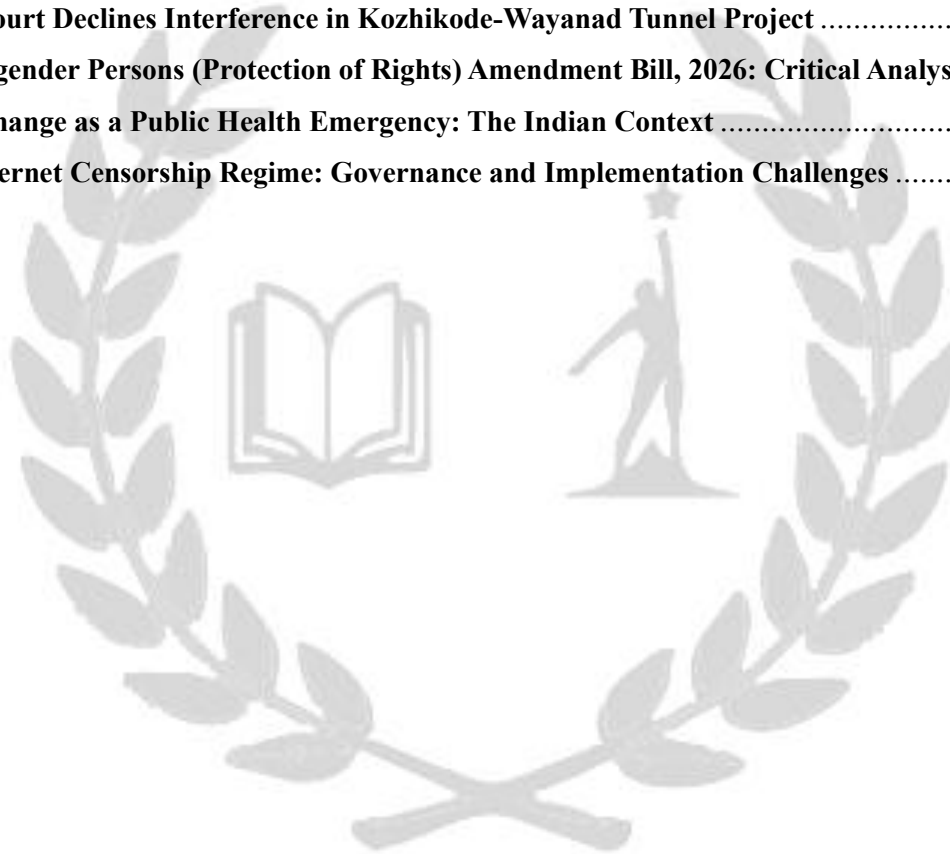 ourt Declines Interference in Kozhikode-Wayanad Tunnel Project ....................
gender Persons (Protection of Rights) Amendment Bill, 2026: Critical Analys
hange as a Public Health Emergency: The Indian Context ..................................
ernet Censorship Regime: Governance and Implementation Challenges ........